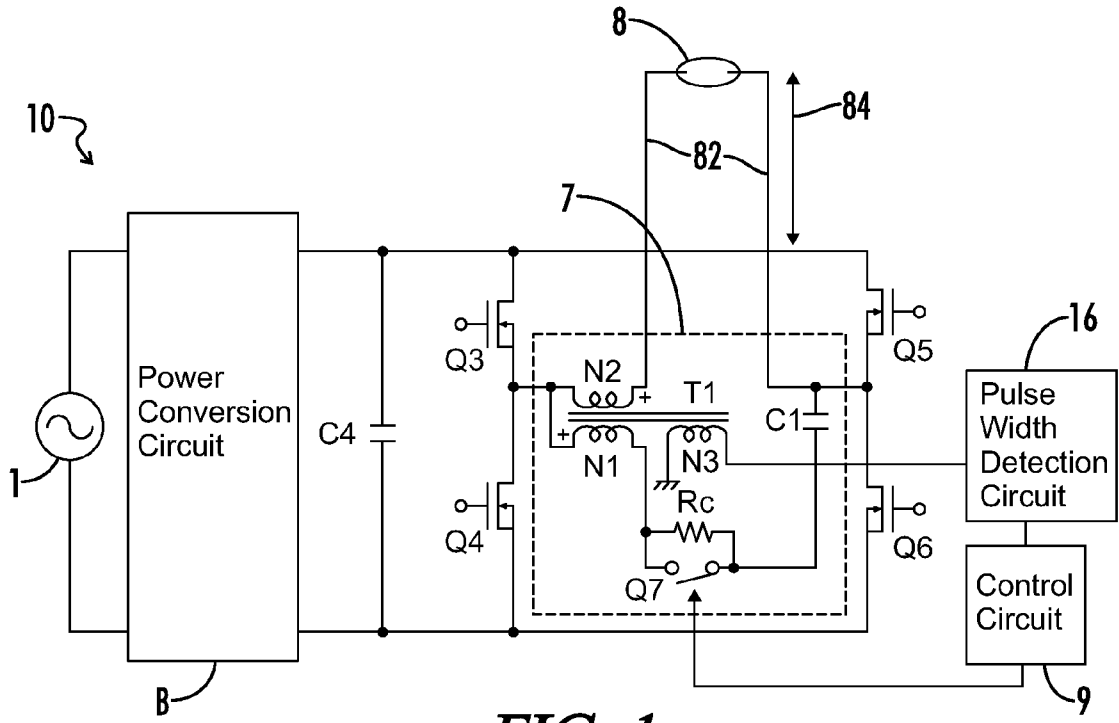 8
10
84
82
7
16
Q3
Q5
N2
T1
+
Power
Conversion
Circuit
Pulse
Width
Detection
Circuit
C4
C1
+
N1
N3
1
Rc
Q4
Q6
Q7
Control
Circuit
B
9
FIG. 1